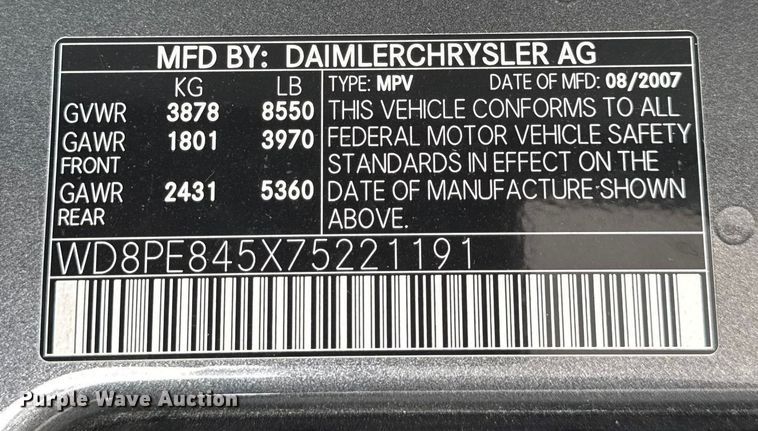 MFD BY: DAIMLERCHRYSLER AG
KG LB
GVWR 3878 8550
GAWR 1801 3970
FRONT
GAWR 2431 5360
REAR
TYPE: MPV DATE OF MFD: 08/2007
THIS VEHICLE CONFORMS TO ALL
FEDERAL MOTOR VEHICLE SAFETY
STANDARDS IN EFFECT ON THE
DATE OF MANUFACTURE SHOWN
ABOVE.
WD8PE845X75221191
Purple Wave Auction